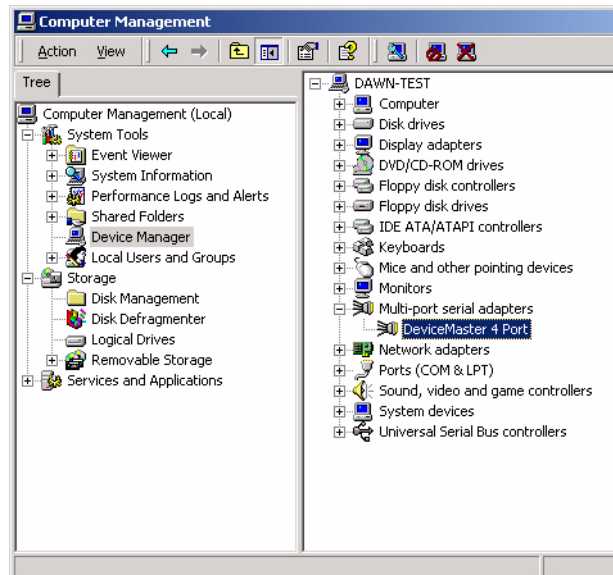 Computer Management
Action View
Tree
Computer Management (Local)
System Tools
Event Viewer
System Information
Performance Logs and Alerts
Shared Folders
Device Manager
Local Users and Groups
Storage
Disk Management
Disk Defragmenter
Logical Drives
Removable Storage
Services and Applications
DAWN-TEST
Computer
Disk drives
Display adapters
DVD/CD-ROM drives
Floppy disk controllers
Floppy disk drives
IDE ATA/ATAPI controllers
Keyboards
Mice and other pointing devices
Monitors
Multi-port serial adapters
DeviceMaster 4 Port
Network adapters
Ports (COM & LPT)
Sound, video and game controllers
System devices
Universal Serial Bus controllers